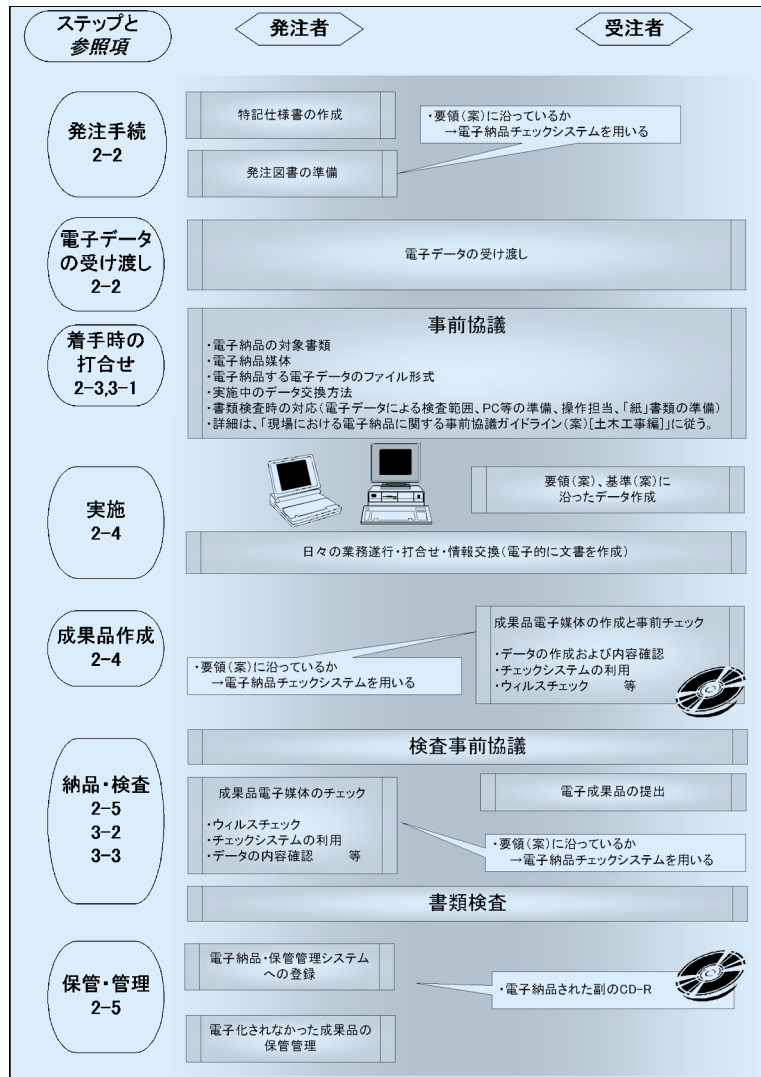 ステップと
参照項
発注者
受注者
発注手続
2-2
特記仕様書の作成
・要領(案)に沿っているか
→電子納品チェックシステムを用いる
発注図書の準備
電子データ
の受け渡し
2-2
電子データの受け渡し
着手時の
打合せ
2-3,3-1
事前協議
・電子納品の対象書類
・電子納品媒体
・電子納品する電子データのファイル形式
・実施中のデータ交換方法
・書類検査時の対応(電子データによる検査範囲、PC等の準備、操作担当、「紙」書類の準備)
・詳細は、「現場における電子納品に関する事前協議ガイドライン(案)[土木工事編]」に従う。
実施
2-4
要領(案)、基準(案)に
沿ったデータ作成
日々の業務遂行・打合せ・情報交換(電子的に文書を作成)
成果品作成
2-4
成果品電子媒体の作成と事前チェック
・データの作成および内容確認
・チェックシステムの利用
・ウィルスチェック 等
・要領(案)に沿っているか
→電子納品チェックシステムを用いる
納品・検査
2-5
3-2
3-3
検査事前協議
成果品電子媒体のチェック
・ウィルスチェック
・チェックシステムの利用
・データの内容確認 等
電子成果品の提出
・要領(案)に沿っているか
→電子納品チェックシステムを用いる
書類検査
保管・管理
2-5
電子納品・保管管理システム
への登録
・電子納品された副のCD-R
電子化されなかった成果品の
保管管理